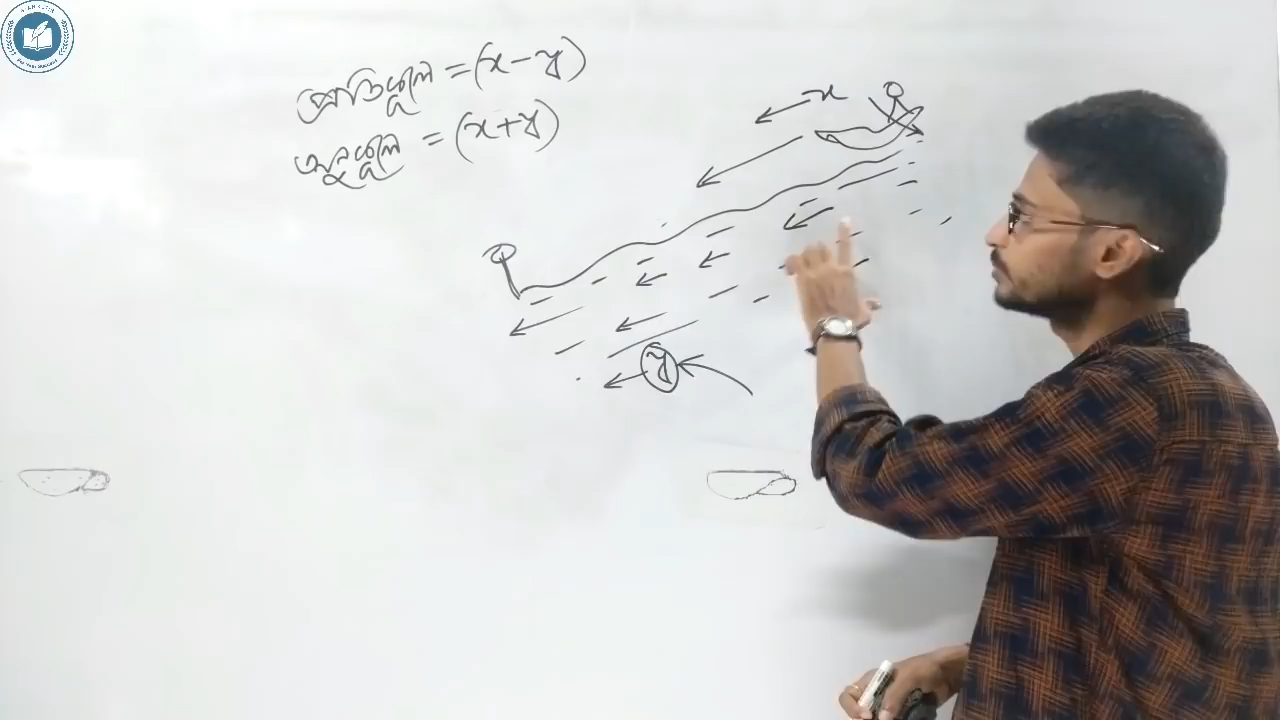 প্রতিকূলে = (x - y)
অনুকূলে = (x + y)
x
y